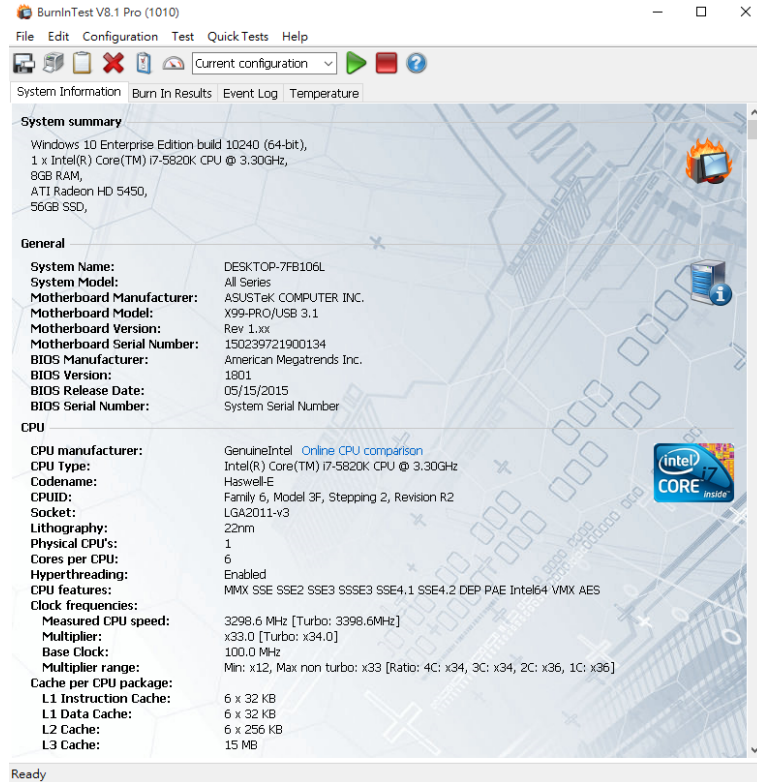 BurnInTest V8.1 Pro (1010)
File Edit Configuration Test Quick Tests Help
Current configuration
System Information Burn In Results Event Log Temperature
System summary
Windows 10 Enterprise Edition build 10240 (64-bit),
1 x Intel(R) Core(TM) i7-5820K CPU @ 3.30GHz,
8GB RAM,
ATI Radeon HD 5450,
56GB SSD,
General
System Name: DESKTOP-7FB106L
System Model: All Series
Motherboard Manufacturer: ASUSTeK COMPUTER INC.
Motherboard Model: X99-PRO/USB 3.1
Motherboard Version: Rev 1.xx
Motherboard Serial Number: 150239721900134
BIOS Manufacturer: American Megatrends Inc.
BIOS Version: 1801
BIOS Release Date: 05/15/2015
BIOS Serial Number: System Serial Number
CPU
CPU manufacturer: GenuineIntel Online CPU comparison
CPU Type: Intel(R) Core(TM) i7-5820K CPU @ 3.30GHz
Codename: Haswell-E
CPUID: Family 6, Model 3F, Stepping 2, Revision R2
Socket: LGA2011-v3
Lithography: 22nm
Physical CPU's: 1
Cores per CPU: 6
Hyperthreading: Enabled
CPU features: MMX SSE SSE2 SSE3 SSSE3 SSE4.1 SSE4.2 DEP PAE Intel64 VMX AES
Clock frequencies:
Measured CPU speed: 3298.6 MHz [Turbo: 3398.6MHz]
Multiplier: x33.0 [Turbo: x34.0]
Base Clock: 100.0 MHz
Multiplier range: Min: x12, Max non turbo: x33 [Ratio: 4C: x34, 3C: x34, 2C: x36, 1C: x36]
Cache per CPU package:
L1 Instruction Cache: 6 x 32 KB
L1 Data Cache: 6 x 32 KB
L2 Cache: 6 x 256 KB
L3 Cache: 15 MB
(intel)
CORE i7
inside™
Ready